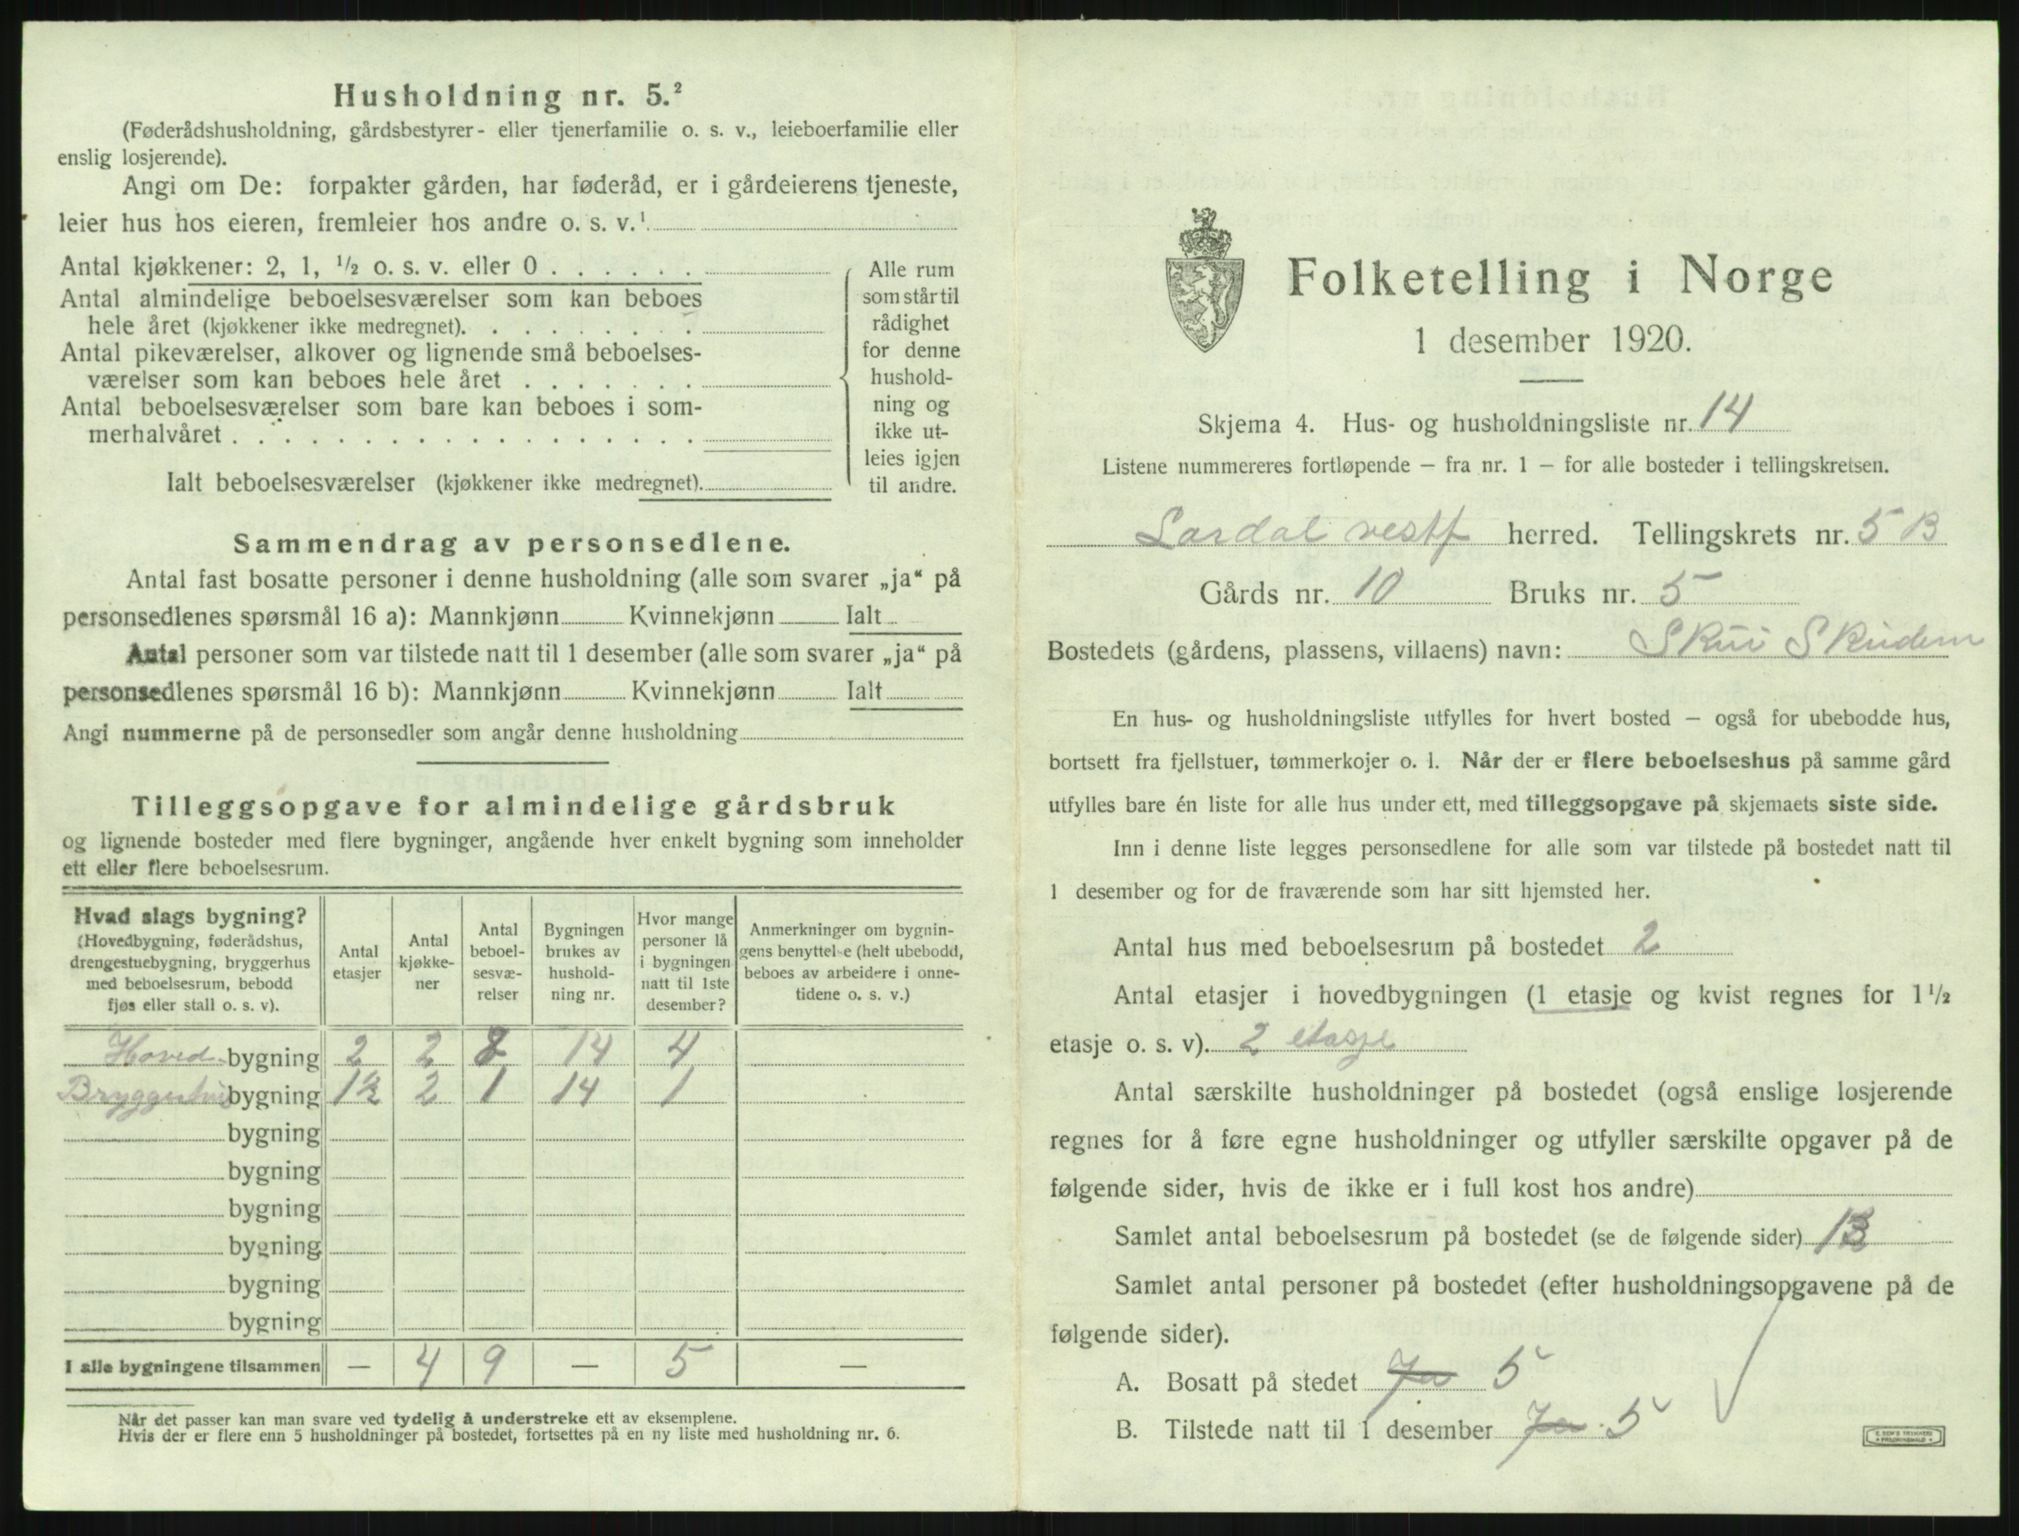 Husholdning nr. 5.²
(Føderådshusholdning, gårdsbestyrer- eller tjenerfamilie o. s. v., leieboerfamilie eller
enslig losjerende).
Angi om De: forpakter gården, har føderåd, er i gårdeierens tjeneste,
leier hus hos eieren, fremleier hos andre o. s. v.¹
Antal kjøkkener: 2, 1, ½ o. s. v. eller 0 . . . . . .
Antal almindelige beboelsesværelser som kan beboes
hele året (kjøkkener ikke medregnet). . . . . . . . .
Antal pikeværelser, alkover og lignende små beboelses-
værelser som kan beboes hele året . . . . . . .
Antal beboelsesværelser som bare kan beboes i som-
merhalvåret . . . . . . . . . . . . . . . . . .
Ialt beboelsesværelser (kjøkkener ikke medregnet).
Alle rum
som står til
rådighet
for denne
hushold-
ning og
ikke ut-
leies igjen
til andre.
Sammendrag av personsedlene.
Antal fast bosatte personer i denne husholdning (alle som svarer „ja“ på
personsedlenes spørsmål 16 a): Mannkjønn Kvinnekjønn Ialt
Antal personer som var tilstede natt til 1 desember (alle som svarer „ja“ på
personsedlenes spørsmål 16 b): Mannkjønn Kvinnekjønn Ialt
Angi nummerne på de personsedler som angår denne husholdning
Tilleggsopgave for almindelige gårdsbruk
og lignende bosteder med flere bygninger, angående hver enkelt bygning som inneholder
ett eller flere beboelsesrum.
Hvad slags bygning?
(Hovedbygning, føderådshus,
drengestuebygning, bryggerhus
med beboelsesrum, bebodd
fjøs eller stall o. s. v).
Antal
etasjer
Antal
kjøkke-
ner
Antal
beboel-
sesvæ-
relser
Bygningen
brukes av
hushold-
ning nr.
Hvor mange
personer lå
i bygningen
natt til 1ste
desember?
Anmerkninger om bygnin-
gens benyttelse (helt ubebodd,
beboes av arbeidere i onne-
tidene o. s. v.)
Hoved bygning 2 2 8 14 4
bygning 2 1 14 1
bygning
bygning
bygning
bygning
bygning
bygning
I alle bygningene tilsammen — 4 9 — 5 —
Når det passer kan man svare ved tydelig å understreke ett av eksemplene.
Hvis der er flere enn 5 husholdninger på bostedet, fortsettes på en ny liste med husholdning nr. 6.
Folketelling i Norge
1 desember 1920.
Skjema 4. Hus- og husholdningsliste nr. 14
Listene nummereres fortløpende – fra nr. 1 – for alle bosteder i tellingskretsen.
Lardal vestf herred. Tellingskrets nr. 5 B
Gårds nr. 10 Bruks nr. 5
Bostedets (gårdens, plassens, villaens) navn: Skui
En hus- og husholdningsliste utfylles for hvert bosted – også for ubebodde hus,
bortsett fra fjellstuer, tømmerkojer o. l. Når der er flere beboelseshus på samme gård
utfylles bare én liste for alle hus under ett, med tilleggsopgave på skjemaets siste side.
Inn i denne liste legges personsedlene for alle som var tilstede på bostedet natt til
1 desember og for de fraværende som har sitt hjemsted her.
Antal hus med beboelsesrum på bostedet 2
Antal etasjer i hovedbygningen (1 etasje og kvist regnes for 1½
etasje o. s. v). 2 etasje
Antal særskilte husholdninger på bostedet (også enslige losjerende
regnes for å føre egne husholdninger og utfyller særskilte opgaver på de
følgende sider, hvis de ikke er i full kost hos andre)
Samlet antal beboelsesrum på bostedet (se de følgende sider) 13
Samlet antal personer på bostedet (efter husholdningsopgavene på de
følgende sider).
A. Bosatt på stedet Ja 5
B. Tilstede natt til 1 desember Ja 5